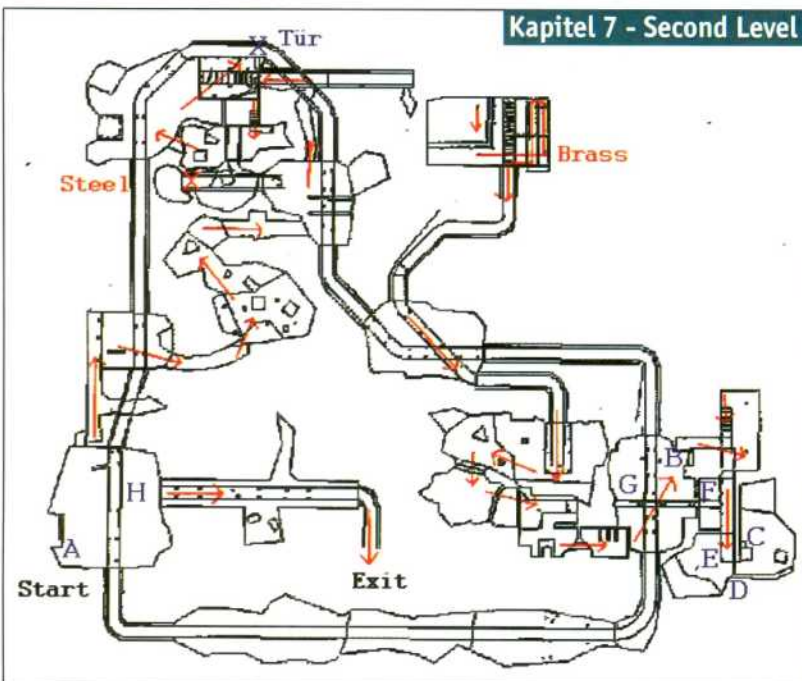 Kapitel 7 - Second Level
X Tür
Brass
Steel
X
B
H
G
F
A
C
E
Start
Exit
D